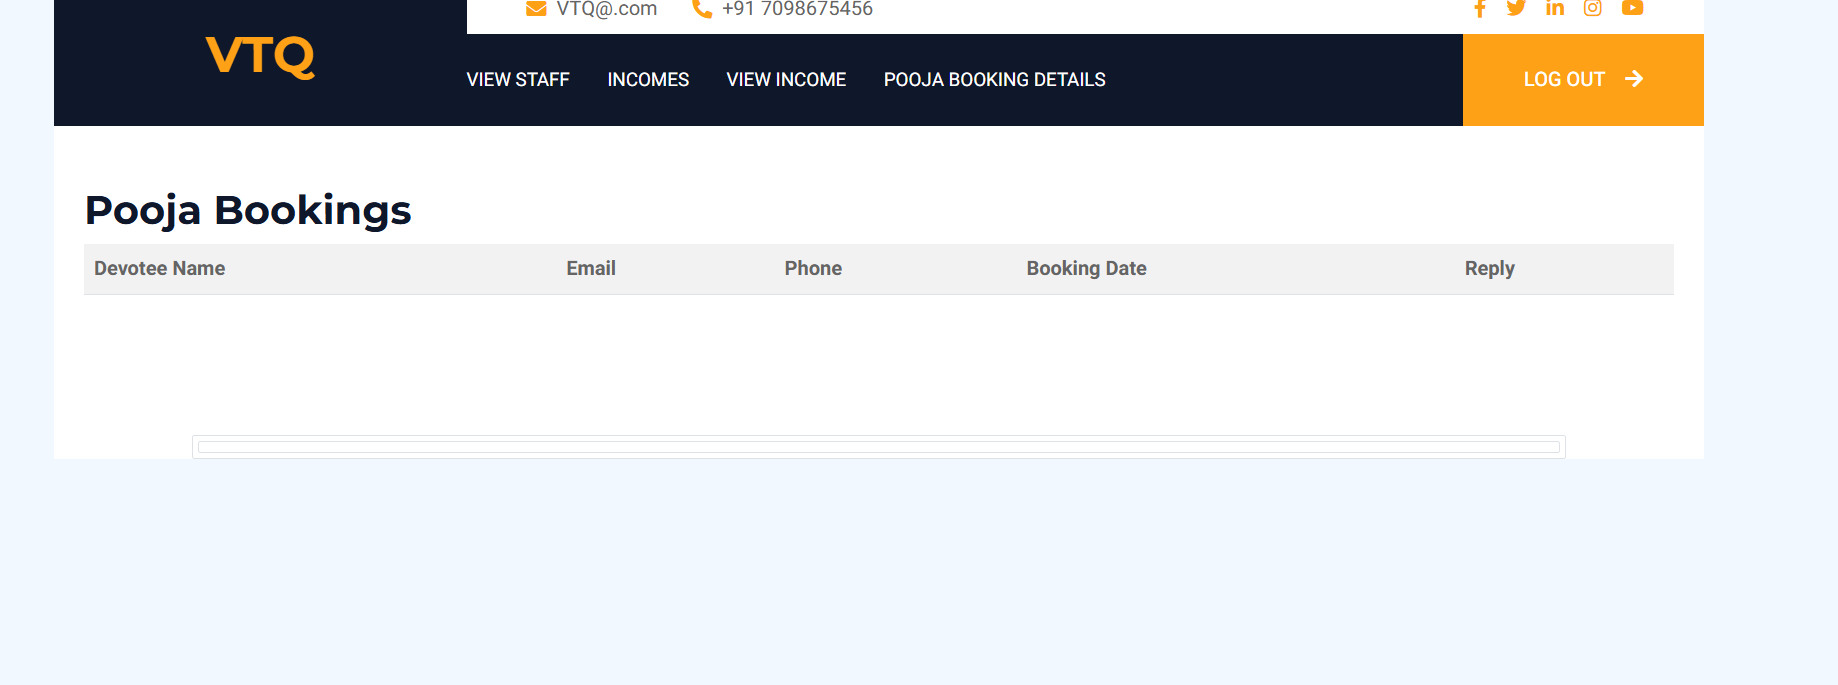 VTQ@.com +91 7098675456
VTQ
VIEW STAFF INCOMES VIEW INCOME POOJA BOOKING DETAILS LOG OUT
Pooja Bookings
Devotee Name Email Phone Booking Date Reply